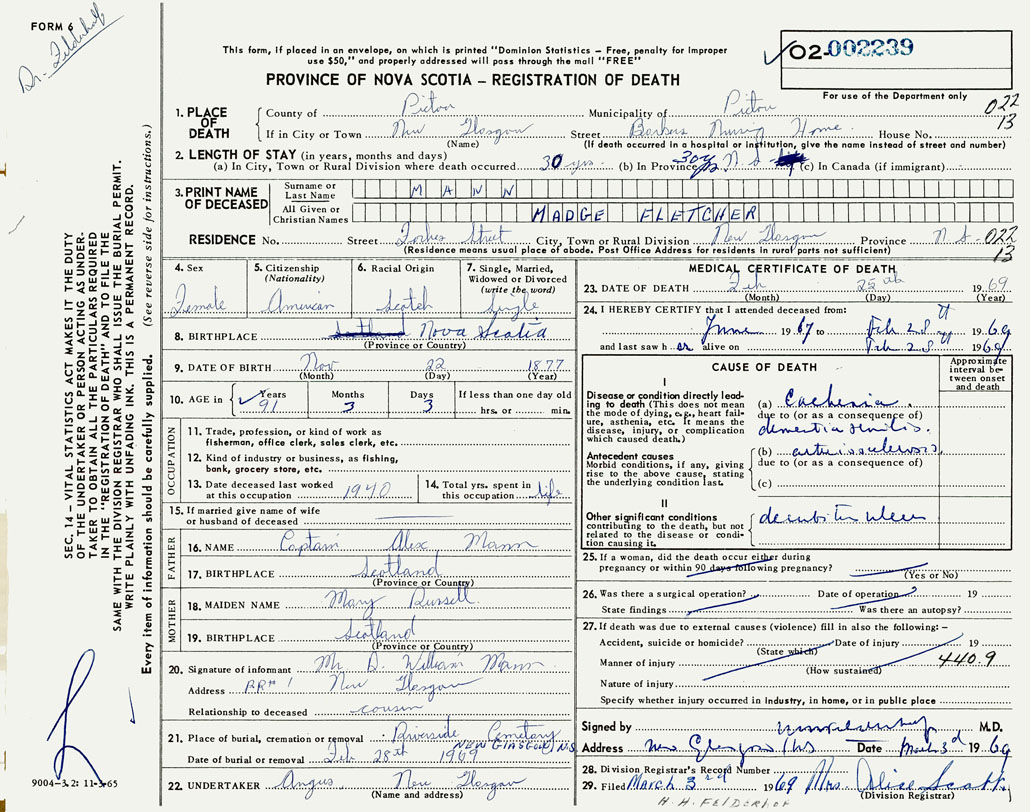 FORM 6
Dr. Felderhof
This form, if placed in an envelope, on which is printed "Dominion Statistics – Free, penalty for improper
use $50," and properly addressed will pass through the mail "FREE"
PROVINCE OF NOVA SCOTIA – REGISTRATION OF DEATH
02-002239
For use of the Department only
022
13
1. PLACE OF DEATH
County of Pictou Municipality of Pictou
If in City or Town New Glasgow Street Barbers Nursing Home House No.
(Name) (If death occurred in a hospital or institution, give the name instead of street and number)
2. LENGTH OF STAY (in years, months and days)
(a) In City, Town or Rural Division where death occurred 30 yrs. (b) In Province 30 yrs N S (c) In Canada (if immigrant)
3. PRINT NAME OF DECEASED
Surname or Last Name MANN
All Given or Christian Names MADGE FLETCHER
RESIDENCE No. Street Forbes Street City, Town or Rural Division New Glasgow Province N.S. 022
(Residence means usual place of abode. Post Office Address for residents in rural parts not sufficient) 13
4. Sex Female
5. Citizenship (Nationality) American
6. Racial Origin Scotch
7. Single, Married, Widowed or Divorced (write the word) Single
8. BIRTHPLACE Nova Scotia
(Province or Country)
9. DATE OF BIRTH Nov 22 1877
(Month) (Day) (Year)
10. AGE in Years 91 Months 3 Days 3 If less than one day old hrs. or min.
OCCUPATION
11. Trade, profession, or kind of work as
fisherman, office clerk, sales clerk, etc.
12. Kind of industry or business, as fishing,
bank, grocery store, etc.
13. Date deceased last worked at this occupation 1940
14. Total yrs. spent in this occupation life
15. If married give name of wife
or husband of deceased
FATHER
16. NAME Captain Alex Mann
17. BIRTHPLACE Scotland
(Province or Country)
MOTHER
18. MAIDEN NAME Mary Russell
19. BIRTHPLACE Scotland
(Province or Country)
20. Signature of informant Mr. D. William Mann
Address RR# 1 New Glasgow
Relationship to deceased cousin
21. Place of burial, cremation or removal Riverside Cemetery
NEW GLASGOW, N.S.
Date of burial or removal Feb 28th 1969
22. UNDERTAKER Angus New Glasgow
(Name and address)
MEDICAL CERTIFICATE OF DEATH
23. DATE OF DEATH Feb 25th 1969
(Month) (Day) (Year)
24. I HEREBY CERTIFY that I attended deceased from:
June 1967 to Feb 28 1969
and last saw her alive on Feb 28 1969
CAUSE OF DEATH
Approximate interval between onset and death
I
Disease or condition directly leading to death (This does not mean the mode of dying, e.g., heart failure, asthenia, etc. It means the disease, injury, or complication which caused death.)
(a) Cachexia
due to (or as a consequence of)
dementia senilis.
Antecedent causes
Morbid conditions, if any, giving rise to the above cause, stating the underlying condition last.
(b) arteriosclerosis
due to (or as a consequence of)
(c)
II
Other significant conditions
contributing to the death, but not related to the disease or condition causing it.
decubitus ulcer
25. If a woman, did the death occur either during
pregnancy or within 90 days following pregnancy?
(Yes or No)
26. Was there a surgical operation? Date of operation 19
State findings Was there an autopsy?
27. If death was due to external causes (violence) fill in also the following: –
Accident, suicide or homicide? Date of injury 19
(State which)
Manner of injury 440.9
(How sustained)
Nature of injury
Specify whether injury occurred in industry, in home, or in public place
Signed by M.D.
Address New Glasgow NS Date March 3rd 1969
28. Division Registrar's Record Number
29. Filed March 3rd 1969 Mrs. Alice Scott
(Division Registrar)
H. H. FELDERHOF
SEC. 14 – VITAL STATISTICS ACT MAKES IT THE DUTY
OF THE UNDERTAKER OR PERSON ACTING AS UNDER-
TAKER TO OBTAIN ALL THE PARTICULARS REQUIRED
IN THE "REGISTRATION OF DEATH" AND TO FILE THE
SAME WITH THE DIVISION REGISTRAR WHO SHALL ISSUE THE BURIAL PERMIT.
WRITE PLAINLY WITH UNFADING INK. THIS IS A PERMANENT RECORD.
Every item of information should be carefully supplied. (See reverse side for instructions.)
9004–3.2: 11-3-65